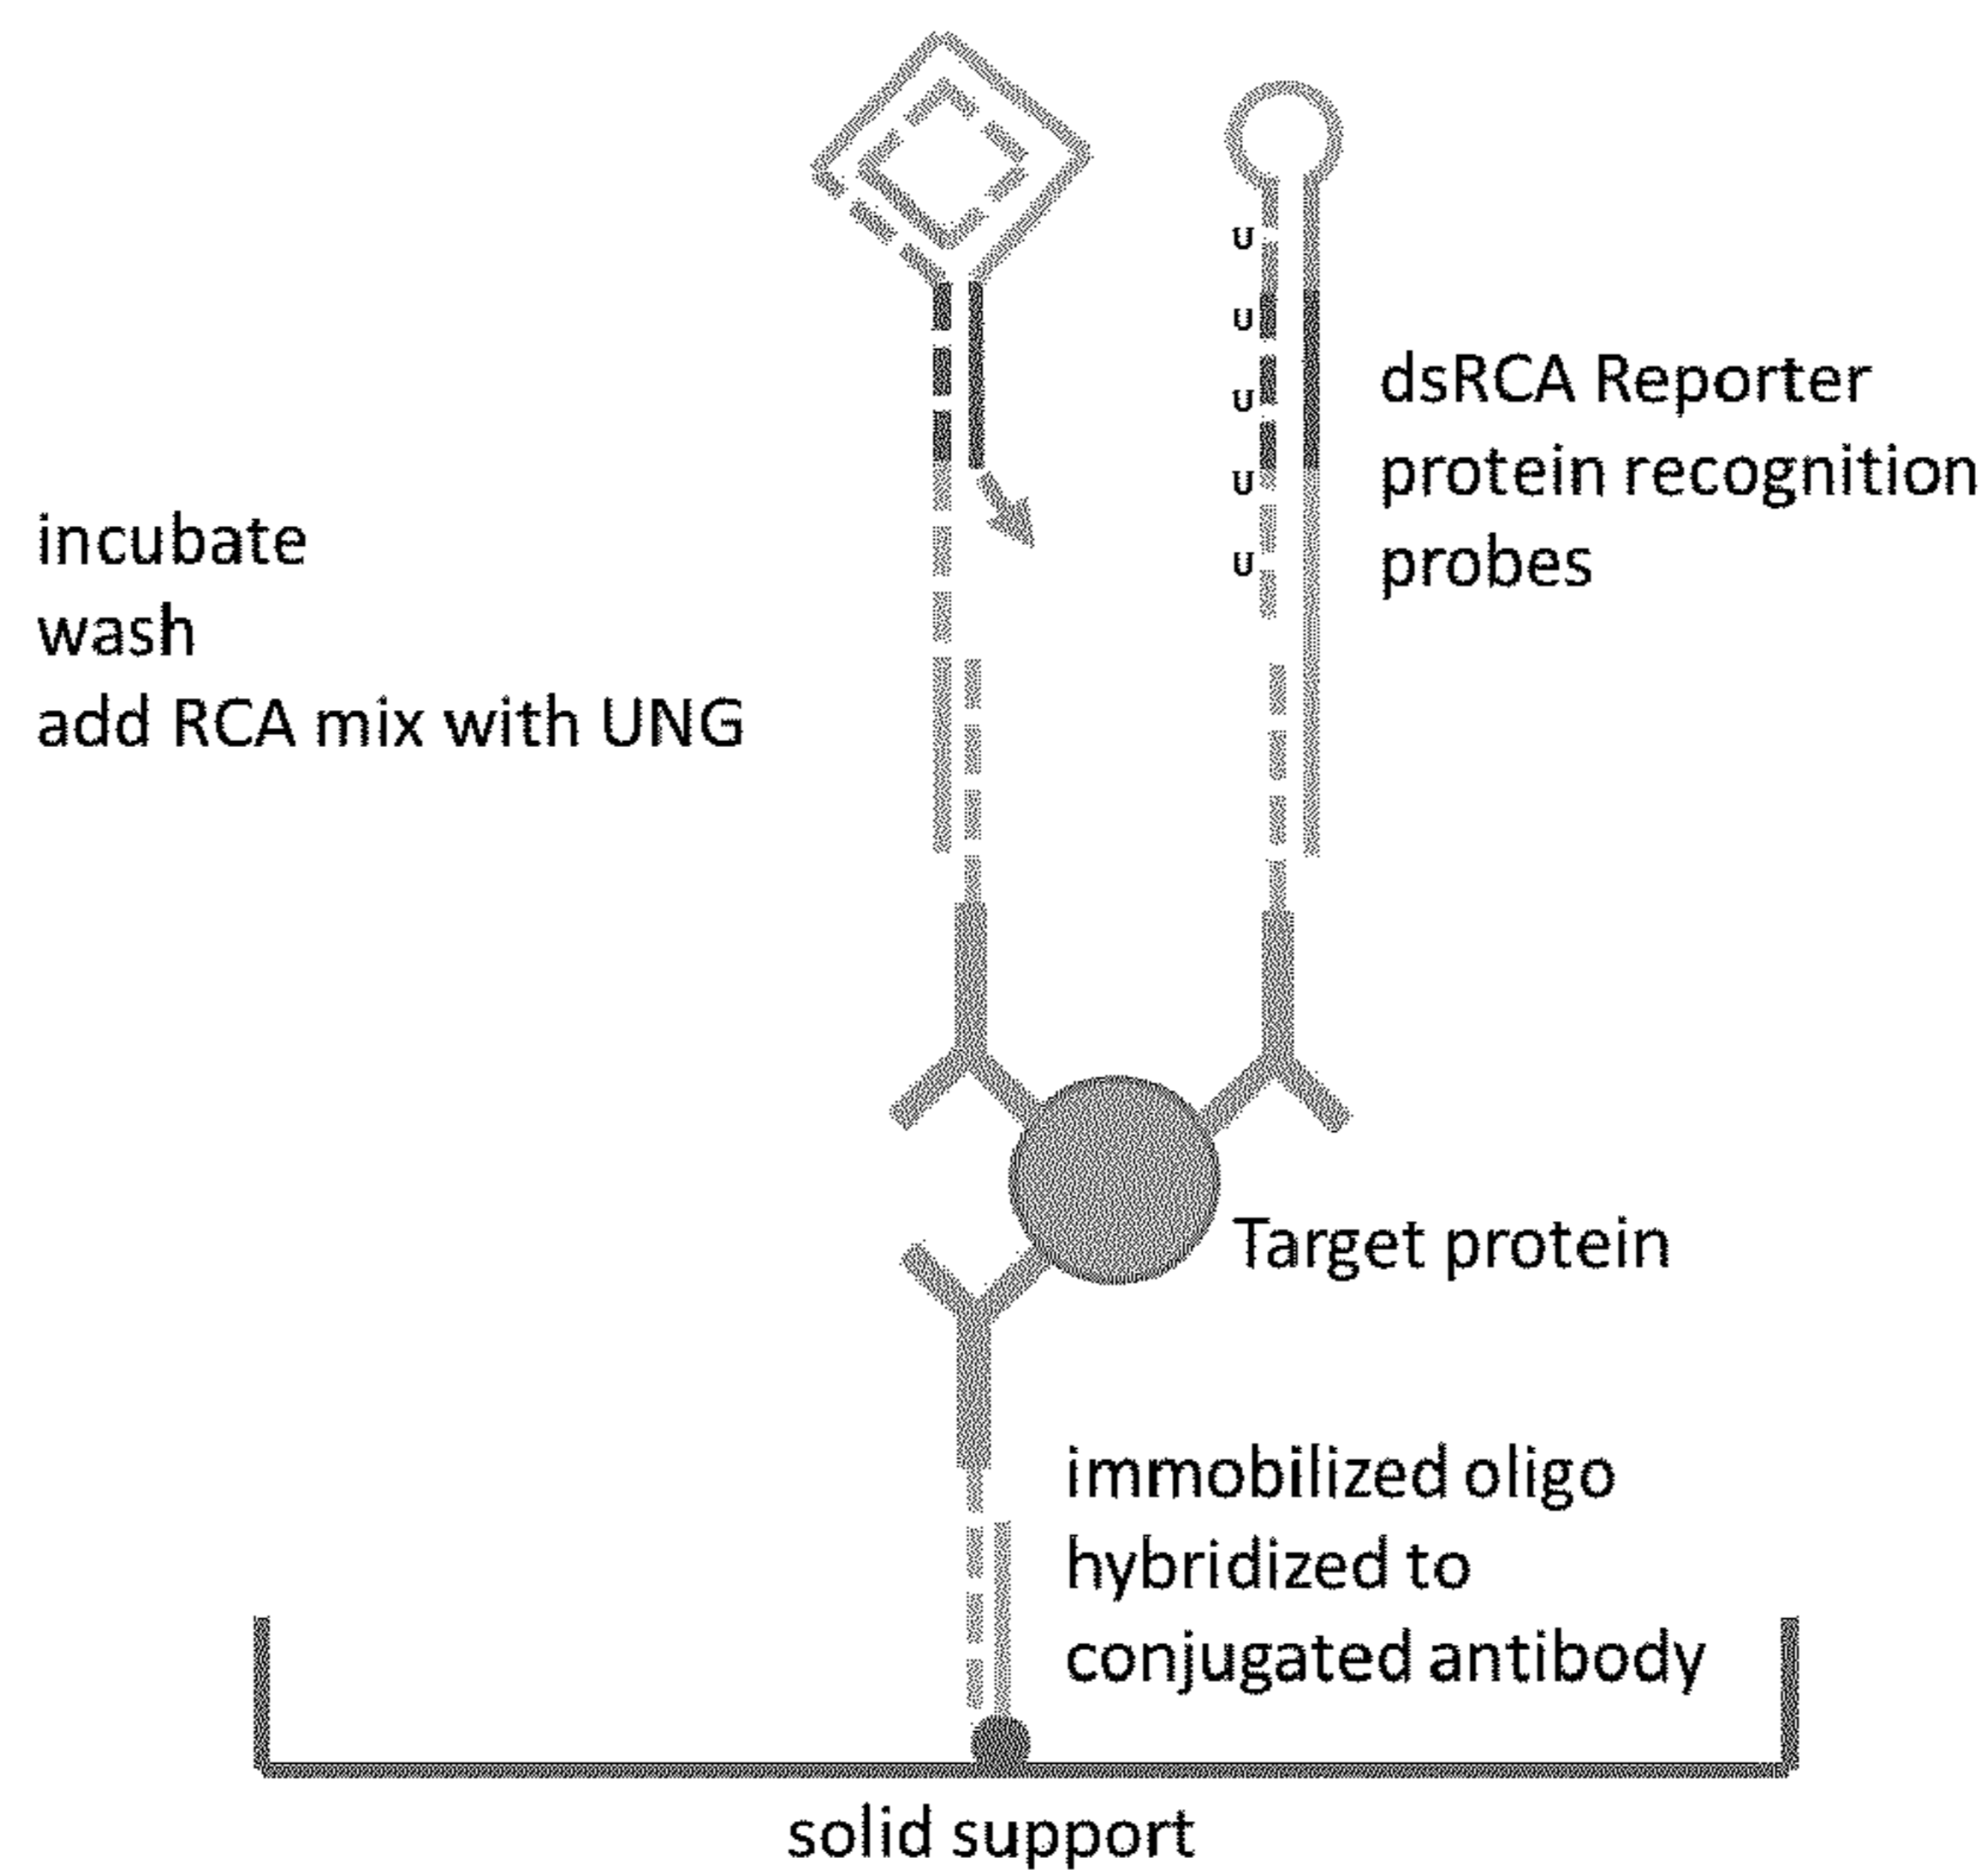 U
U
U
U
U
dsRCA Reporter
protein recognition
probes
incubate
wash
add RCA mix with UNG
Target protein
immobilized oligo
hybridized to
conjugated antibody
solid support